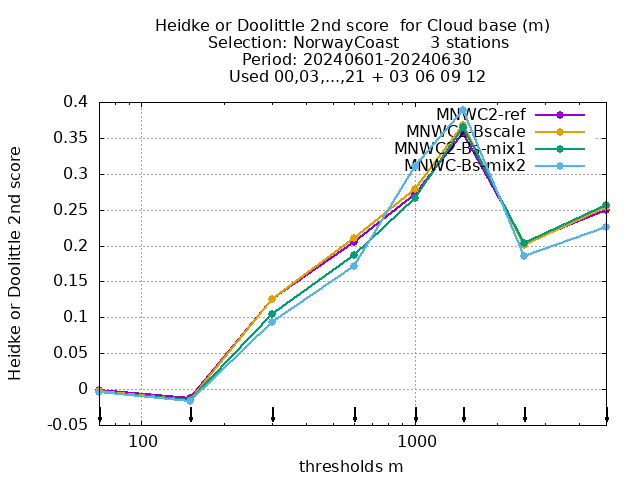 Heidke or Doolittle 2nd score  for Cloud base (m)
Selection: NorwayCoast      3 stations
Period: 20240601-20240630
Used 00,03,...,21 + 03 06 09 12
MNWC2-ref
MNWC2-Bscale
MNWC2-Bs-mix1
MNWC-Bs-mix2
0.4
0.35
0.3
0.25
0.2
0.15
0.1
0.05
0
-0.05
Heidke or Doolittle 2nd score
100
1000
thresholds m